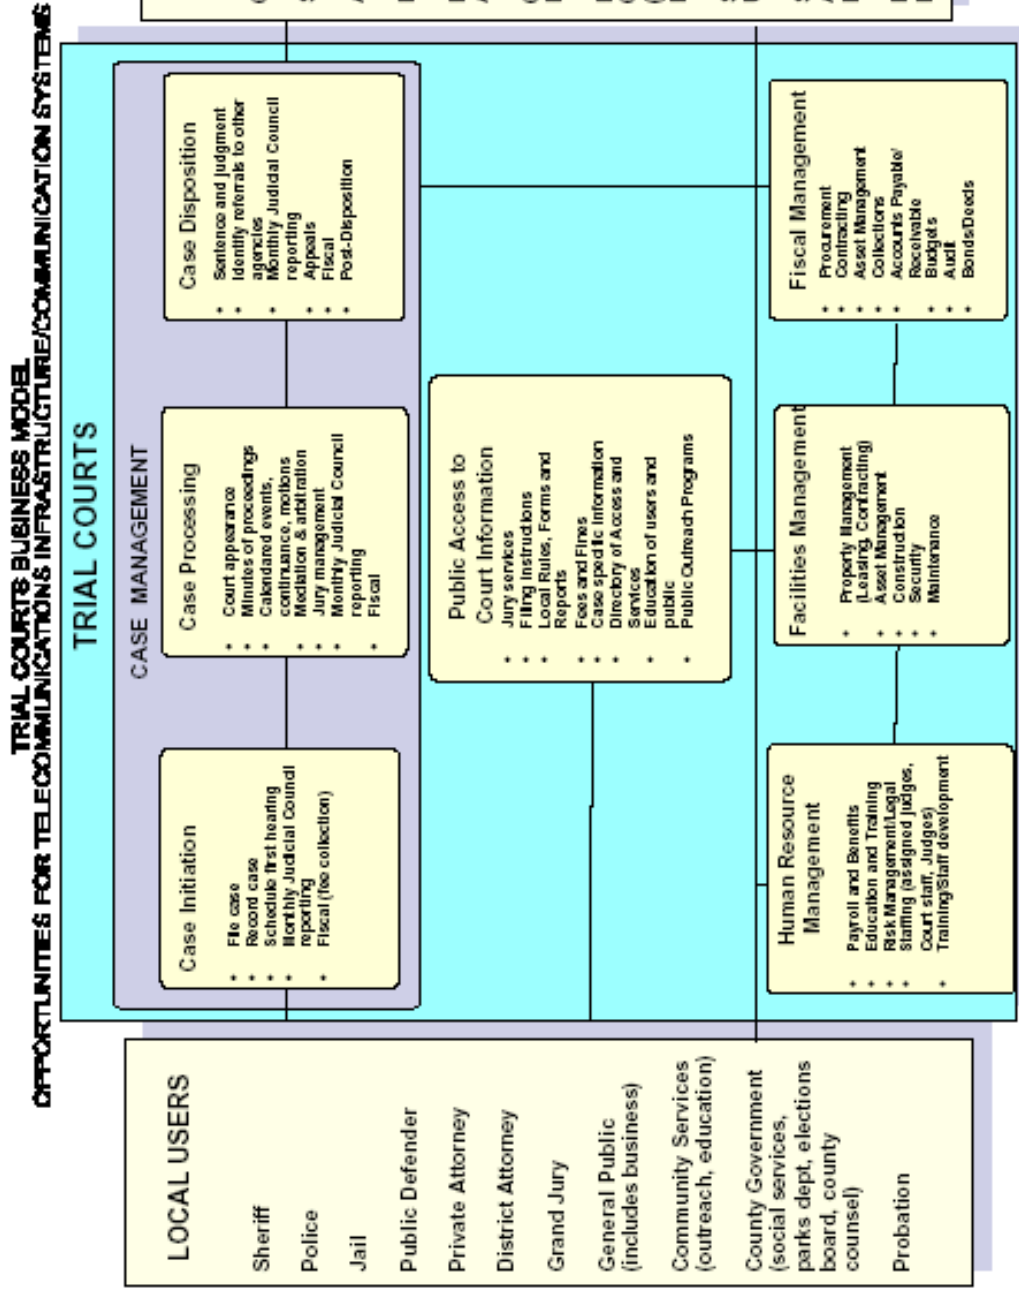 TRIAL COURTS BUSINESS MODEL
OPPORTUNITIES FOR TELECOMMUNICATIONS INFRASTRUCTURE/COMMUNICATION SYSTEMS
LOCAL USERS
Sheriff
Police
Jail
Public Defender
Private Attorney
District Attorney
Grand Jury
General Public
(includes business)
Community Services
(outreach, education)
County Government
(social services,
parks dept, elections
board, county
counsel)
Probation
TRIAL COURTS
CASE MANAGEMENT
Case Initiation
* File case
* Record case
* Schedule first hearing
* Monthly Judicial Council
reporting
* Fiscal (fee collection)
Case Processing
* Court appearance
* Minutes of proceedings
* Calendared events,
continuance, motions
* Mediation & arbitration
* Jury management
* Monthly Judicial Council
reporting
* Fiscal
Case Disposition
* Sentence and judgment
* Identify referrals to other
agencies
* Monthly Judicial Council
reporting
* Appeals
* Fiscal
* Post-Disposition
Public Access to
Court Information
* Jury services
* Filing Instructions
* Local Rules, Forms and
Reports
* Fees and Fines
* Case specific Information
* Directory of Access and
Services
* Education of users and
public
* Public Outreach Programs
Human Resource
Management
* Payroll and Benefits
* Education and Training
* Risk Management/Legal
* Staffing (assigned judges,
Court staff, Judges)
* Training/Staff development
Facilities Management
* Property Management
(Leasing, Contracting)
* Asset Management
* Construction
* Security
* Maintenance
Fiscal Management
* Procurement
* Contracting
* Asset Management
* Collections
* Accounts Payable/
Receivable
* Budgets
* Audit
* Bonds/Deeds